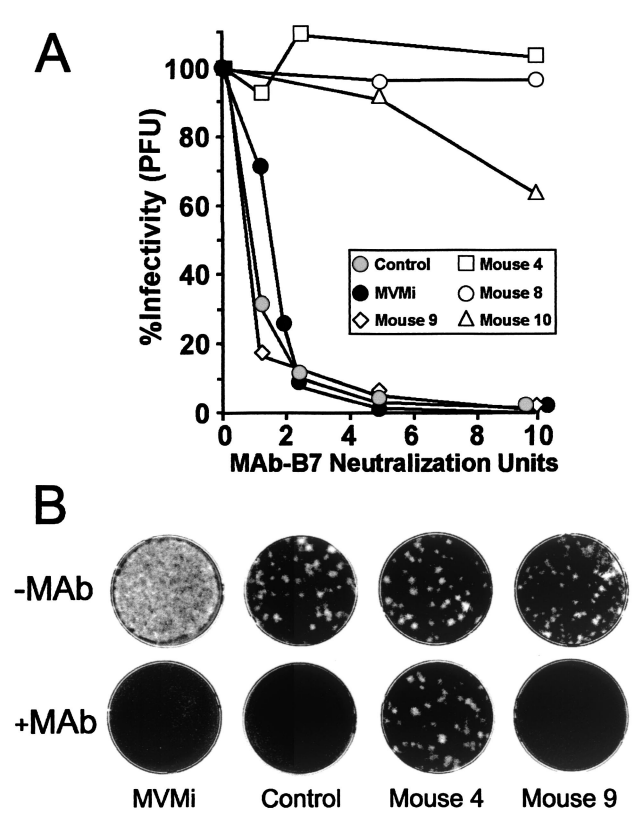 A
%Infectivity (PFU)
100
80
60
40
20
0
Control
Mouse 4
MVMi
Mouse 8
Mouse 9
Mouse 10
0 2 4 6 8 10
MAb-B7 Neutralization Units
B
-MAb
+MAb
MVMi Control Mouse 4 Mouse 9